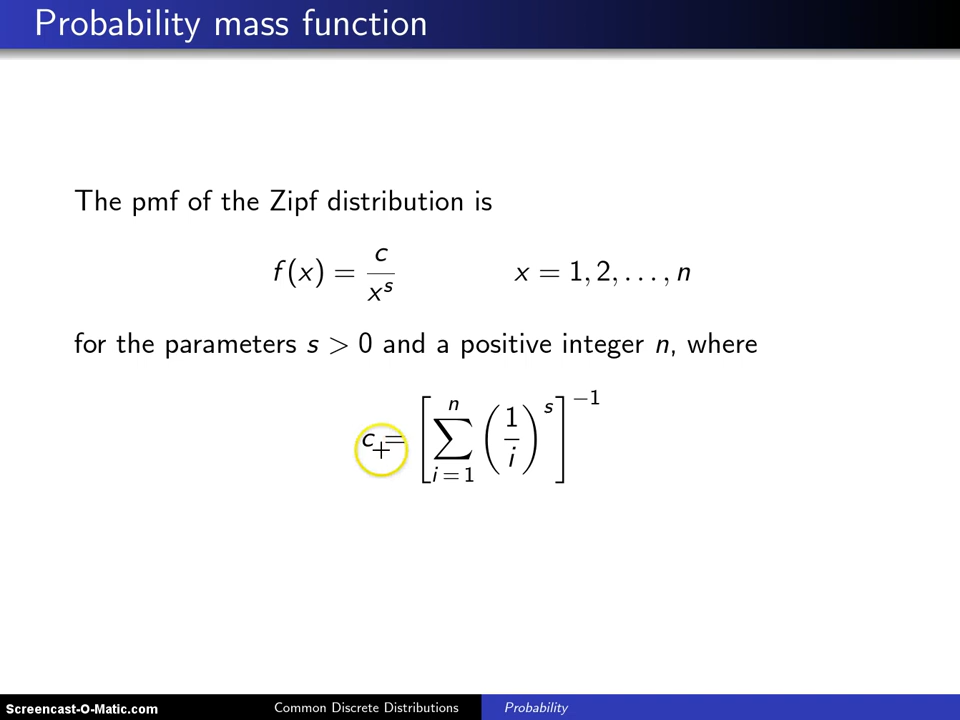 Probability mass function
The pmf of the Zipf distribution is
f(x) = c/x^s x = 1, 2, . . . , n
for the parameters s > 0 and a positive integer n, where
c = [∑_{i=1}^{n} (1/i)^s]^{−1}
Screencast-O-Matic.com Common Discrete Distributions Probability